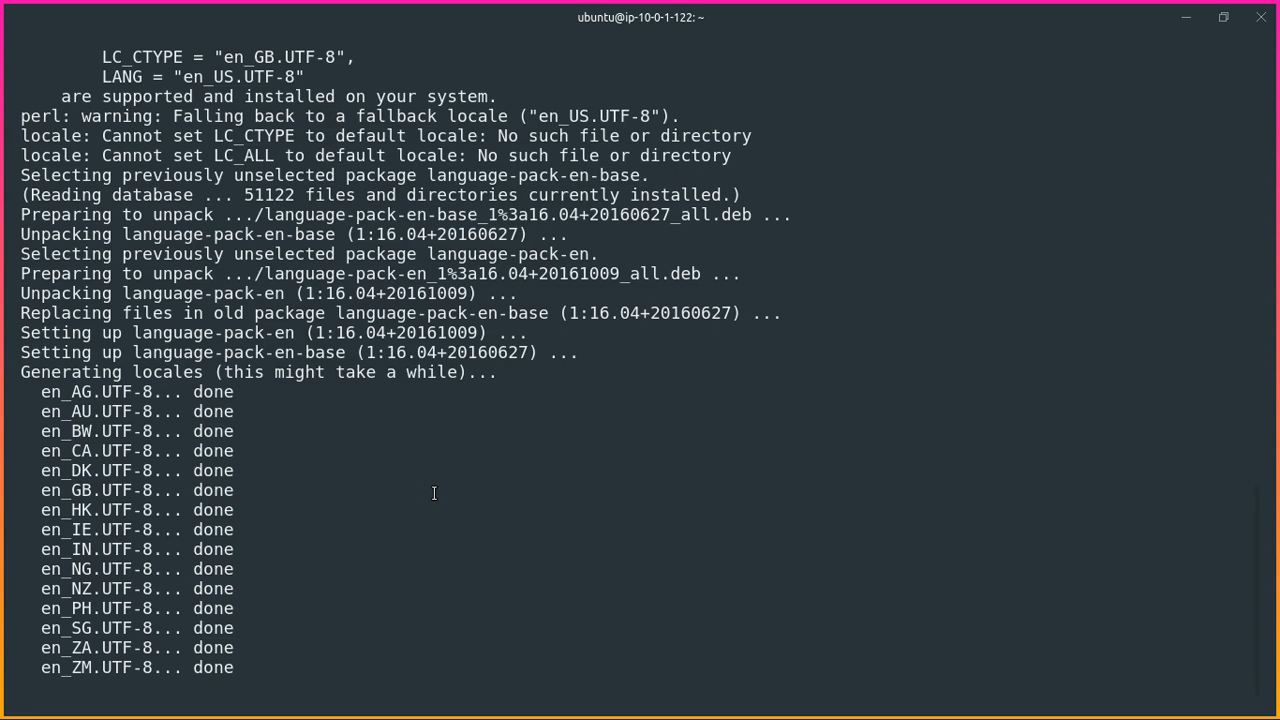 ubuntu@ip-10-0-1-122: ~
LC_CTYPE = "en_GB.UTF-8",
LANG = "en_US.UTF-8"
are supported and installed on your system.
perl: warning: Falling back to a fallback locale ("en_US.UTF-8").
locale: Cannot set LC_CTYPE to default locale: No such file or directory
locale: Cannot set LC_ALL to default locale: No such file or directory
Selecting previously unselected package language-pack-en-base.
(Reading database ... 51122 files and directories currently installed.)
Preparing to unpack .../language-pack-en-base_1%3a16.04+20160627_all.deb ...
Unpacking language-pack-en-base (1:16.04+20160627) ...
Selecting previously unselected package language-pack-en.
Preparing to unpack .../language-pack-en_1%3a16.04+20161009_all.deb ...
Unpacking language-pack-en (1:16.04+20161009) ...
Replacing files in old package language-pack-en-base (1:16.04+20160627) ...
Setting up language-pack-en (1:16.04+20161009) ...
Setting up language-pack-en-base (1:16.04+20160627) ...
Generating locales (this might take a while)...
en_AG.UTF-8... done
en_AU.UTF-8... done
en_BW.UTF-8... done
en_CA.UTF-8... done
en_DK.UTF-8... done
en_GB.UTF-8... done
en_HK.UTF-8... done
en_IE.UTF-8... done
en_IN.UTF-8... done
en_NG.UTF-8... done
en_NZ.UTF-8... done
en_PH.UTF-8... done
en_SG.UTF-8... done
en_ZA.UTF-8... done
en_ZM.UTF-8... done